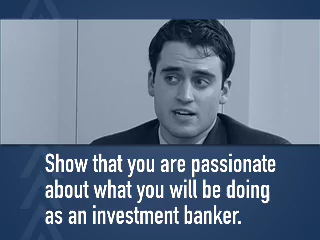 Show that you are passionate
about what you will be doing
as an investment banker.